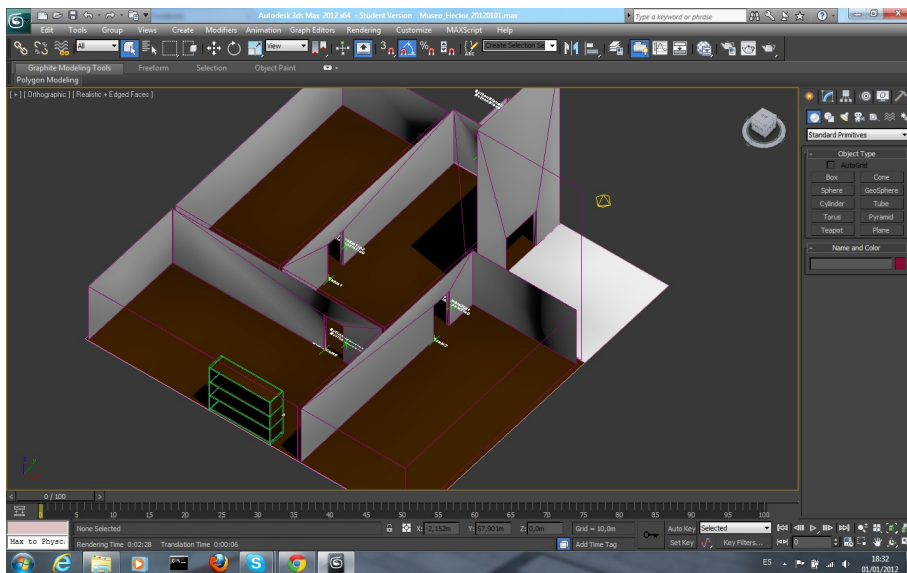 Autodesk 3ds Max 2012 x64 - Student Version Museo_Hector_20120101.max
Type a keyword or phrase
Edit Tools Group Views Create Modifiers Animation Graph Editors Rendering Customize MAXScript Help
All View Create Selection Se
Graphite Modeling Tools Freeform Selection Object Paint
Polygon Modeling
[ + ] [ Orthographic ] [ Realistic + Edged Faces ]
Standard Primitives
- Object Type
AutoGrid
Box Cone
Sphere GeoSphere
Cylinder Tube
Torus Pyramid
Teapot Plane
- Name and Color
< 0 / 100 >
0 5 10 15 20 25 30 35 40 45 50 55 60 65 70 75 80 85 90 95 100
None Selected X: -2,152m Y: 57,901m Z: 0,0m Grid = 10,0m Auto Key Selected
Max to Physc Rendering Time 0:02:28 Translation Time 0:00:06 Add Time Tag Set Key Key Filters... 0
ES 18:32
01/01/2012